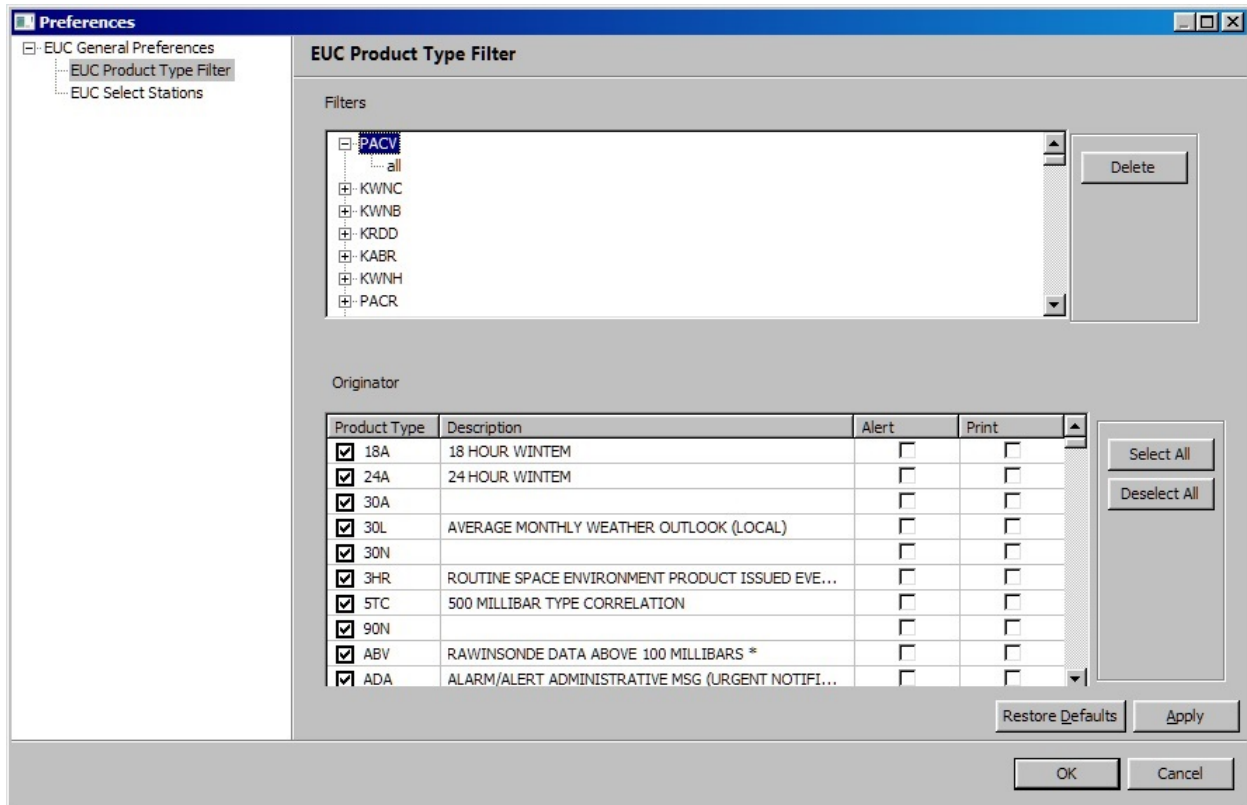 Preferences
EUC General Preferences
EUC Product Type Filter
EUC Select Stations
EUC Product Type Filter
Filters
PACV
all
KWNC
KWNB
KRDD
KABR
KWNH
PACR
Delete
Originator
Product Type Description Alert Print
18A 18 HOUR WINTEM
24A 24 HOUR WINTEM
30A
30L AVERAGE MONTHLY WEATHER OUTLOOK (LOCAL)
30N
3HR ROUTINE SPACE ENVIRONMENT PRODUCT ISSUED EVE...
5TC 500 MILLIBAR TYPE CORRELATION
90N
ABV RAWINSONDE DATA ABOVE 100 MILLIBARS *
ADA ALARM/ALERT ADMINISTRATIVE MSG (URGENT NOTIFI...
Select All
Deselect All
Restore Defaults Apply
OK Cancel